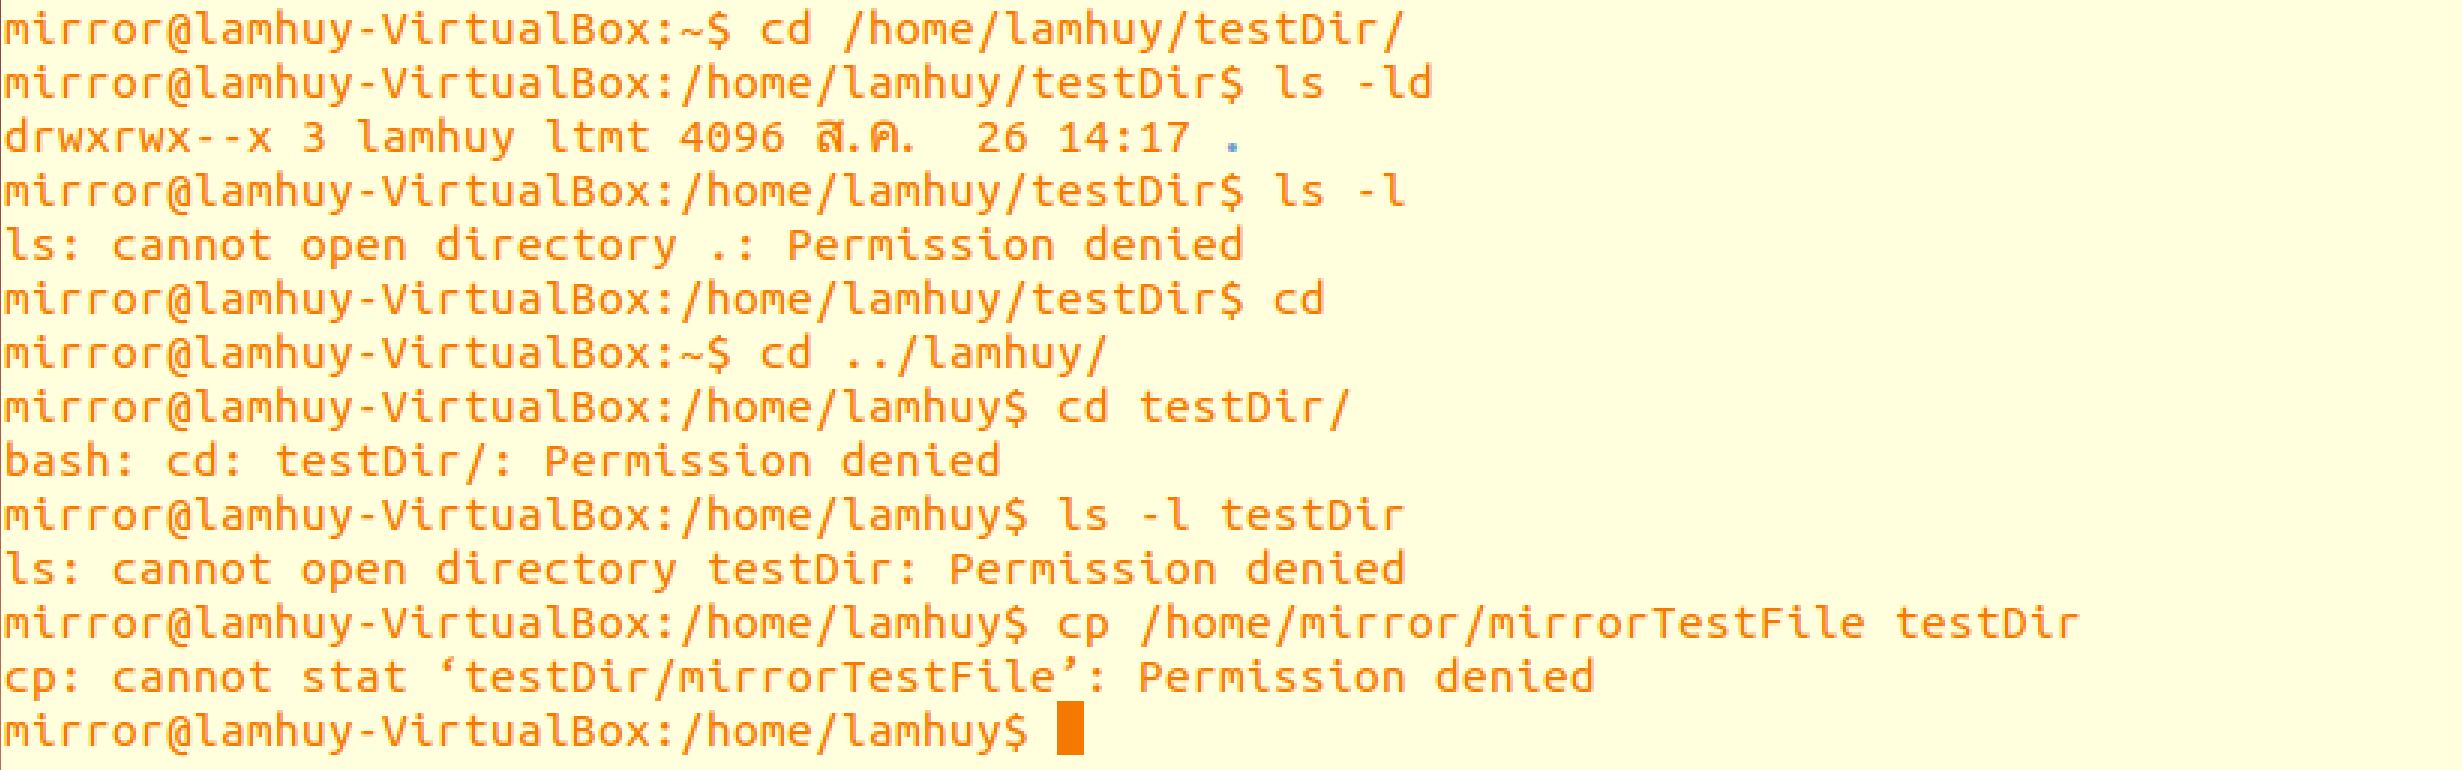 mirror@lamhuy-VirtualBox:~$ cd /home/lamhuy/testDir/
mirror@lamhuy-VirtualBox:/home/lamhuy/testDir$ ls -ld
drwxrwx--x 3 lamhuy ltmt 4096 ส.ค.  26 14:17 .
mirror@lamhuy-VirtualBox:/home/lamhuy/testDir$ ls -l
ls: cannot open directory .: Permission denied
mirror@lamhuy-VirtualBox:/home/lamhuy/testDir$ cd
mirror@lamhuy-VirtualBox:~$ cd ../lamhuy/
mirror@lamhuy-VirtualBox:/home/lamhuy$ cd testDir/
bash: cd: testDir/: Permission denied
mirror@lamhuy-VirtualBox:/home/lamhuy$ ls -l testDir
ls: cannot open directory testDir: Permission denied
mirror@lamhuy-VirtualBox:/home/lamhuy$ cp /home/mirror/mirrorTestFile testDir
cp: cannot stat ‘testDir/mirrorTestFile’: Permission denied
mirror@lamhuy-VirtualBox:/home/lamhuy$